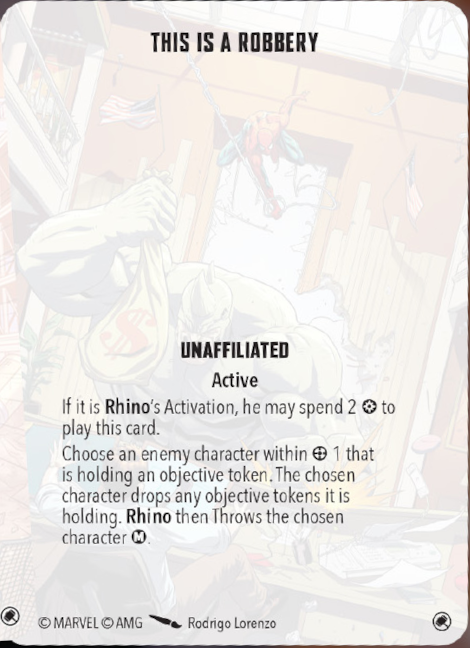 THIS IS A ROBBERY
UNAFFILIATED
Active
If it is Rhino's Activation, he may spend 2 to
play this card.
Choose an enemy character within 1 that
is holding an objective token. The chosen
character drops any objective tokens it is
holding. Rhino then Throws the chosen
character M.
© MARVEL © AMG Rodrigo Lorenzo